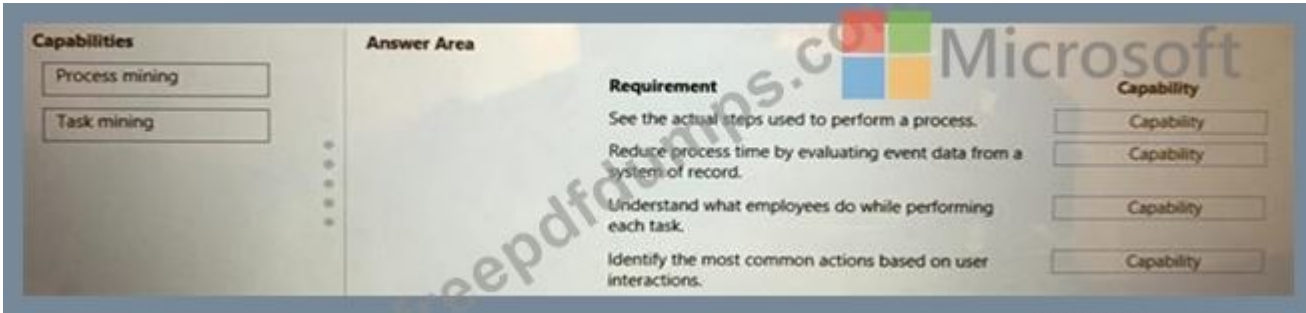 Capabilities
Process mining
Task mining
Answer Area
Microsoft
Requirement
Capability
See the actual steps used to perform a process.
Capability
Reduce process time by evaluating event data from a
system of record.
Capability
Understand what employees do while performing
each task.
Capability
Identify the most common actions based on user
interactions.
Capability
freepdfdumps.com